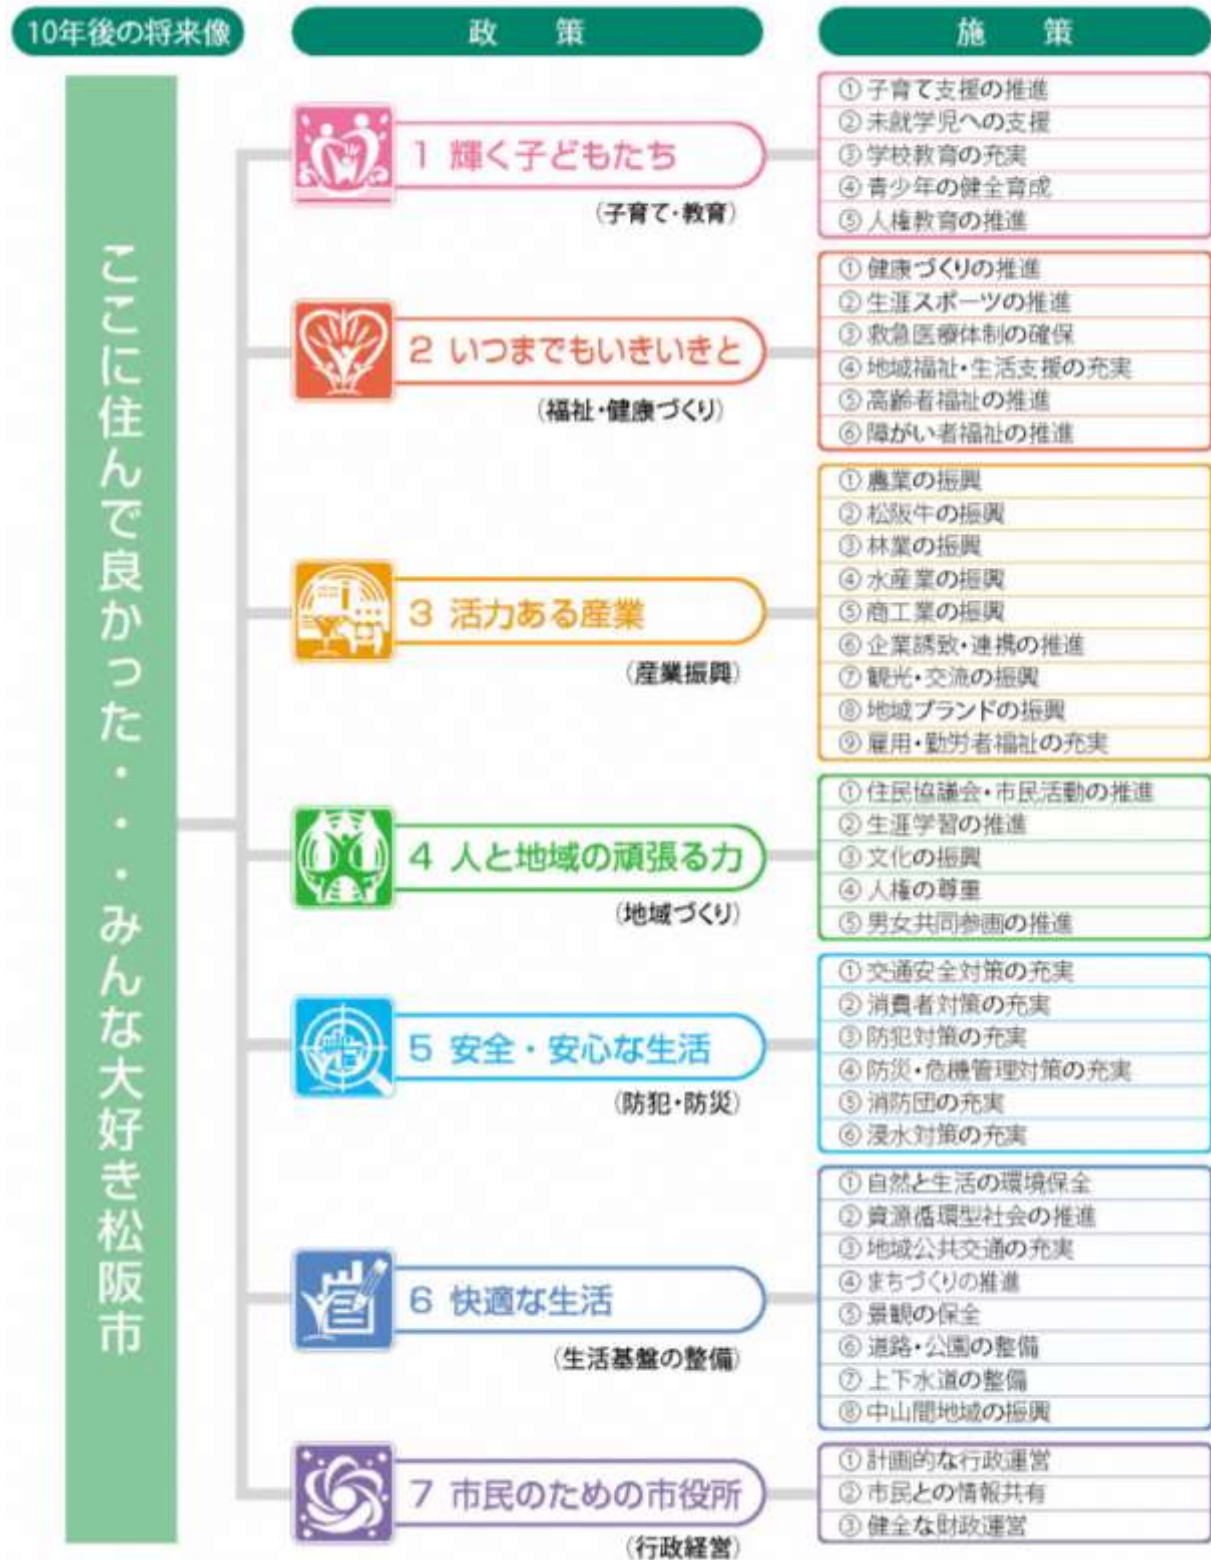 10年後の将来像
政 策
施 策
ここに住んで良かった・・・みんな大好き松阪市
1 輝く子どもたち
(子育て・教育)
① 子育て支援の推進
② 未就学児への支援
③ 学校教育の充実
④ 青少年の健全育成
⑤ 人権教育の推進
2 いつまでもいきいきと
(福祉・健康づくり)
① 健康づくりの推進
② 生涯スポーツの推進
③ 救急医療体制の確保
④ 地域福祉・生活支援の充実
⑤ 高齢者福祉の推進
⑥ 障がい者福祉の推進
3 活力ある産業
(産業振興)
① 農業の振興
② 松阪牛の振興
③ 林業の振興
④ 水産業の振興
⑤ 商工業の振興
⑥ 企業誘致・連携の推進
⑦ 観光・交流の振興
⑧ 地域ブランドの振興
⑨ 雇用・勤労者福祉の充実
4 人と地域の頑張る力
(地域づくり)
① 住民協議会・市民活動の推進
② 生涯学習の推進
③ 文化の振興
④ 人権の尊重
⑤ 男女共同参画の推進
5 安全・安心な生活
(防犯・防災)
① 交通安全対策の充実
② 消費者対策の充実
③ 防犯対策の充実
④ 防災・危機管理対策の充実
⑤ 消防団の充実
⑥ 浸水対策の充実
6 快適な生活
(生活基盤の整備)
① 自然と生活の環境保全
② 資源循環型社会の推進
③ 地域公共交通の充実
④ まちづくりの推進
⑤ 景観の保全
⑥ 道路・公園の整備
⑦ 上下水道の整備
⑧ 中山間地域の振興
7 市民のための市役所
(行政経営)
① 計画的な行政運営
② 市民との情報共有
③ 健全な財政運営